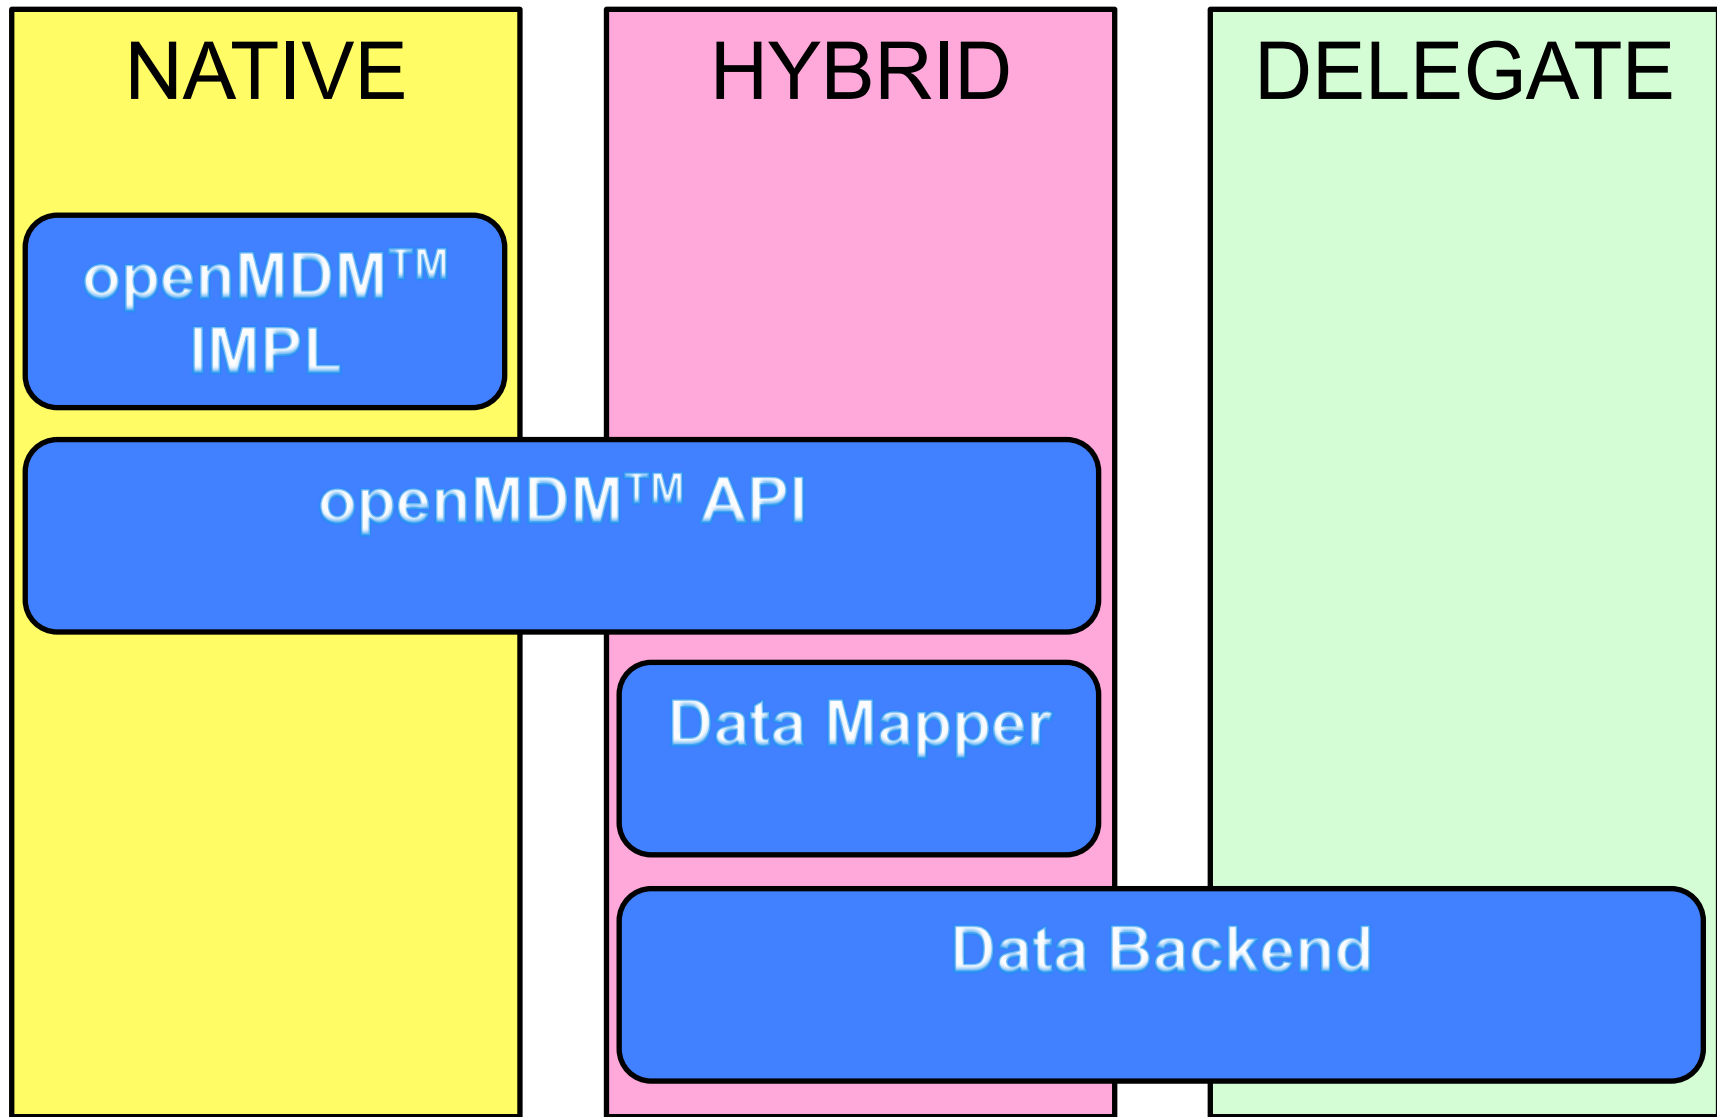 NATIVE
HYBRID
DELEGATE
openMDM™
IMPL
openMDM™ API
Data Mapper
Data Backend